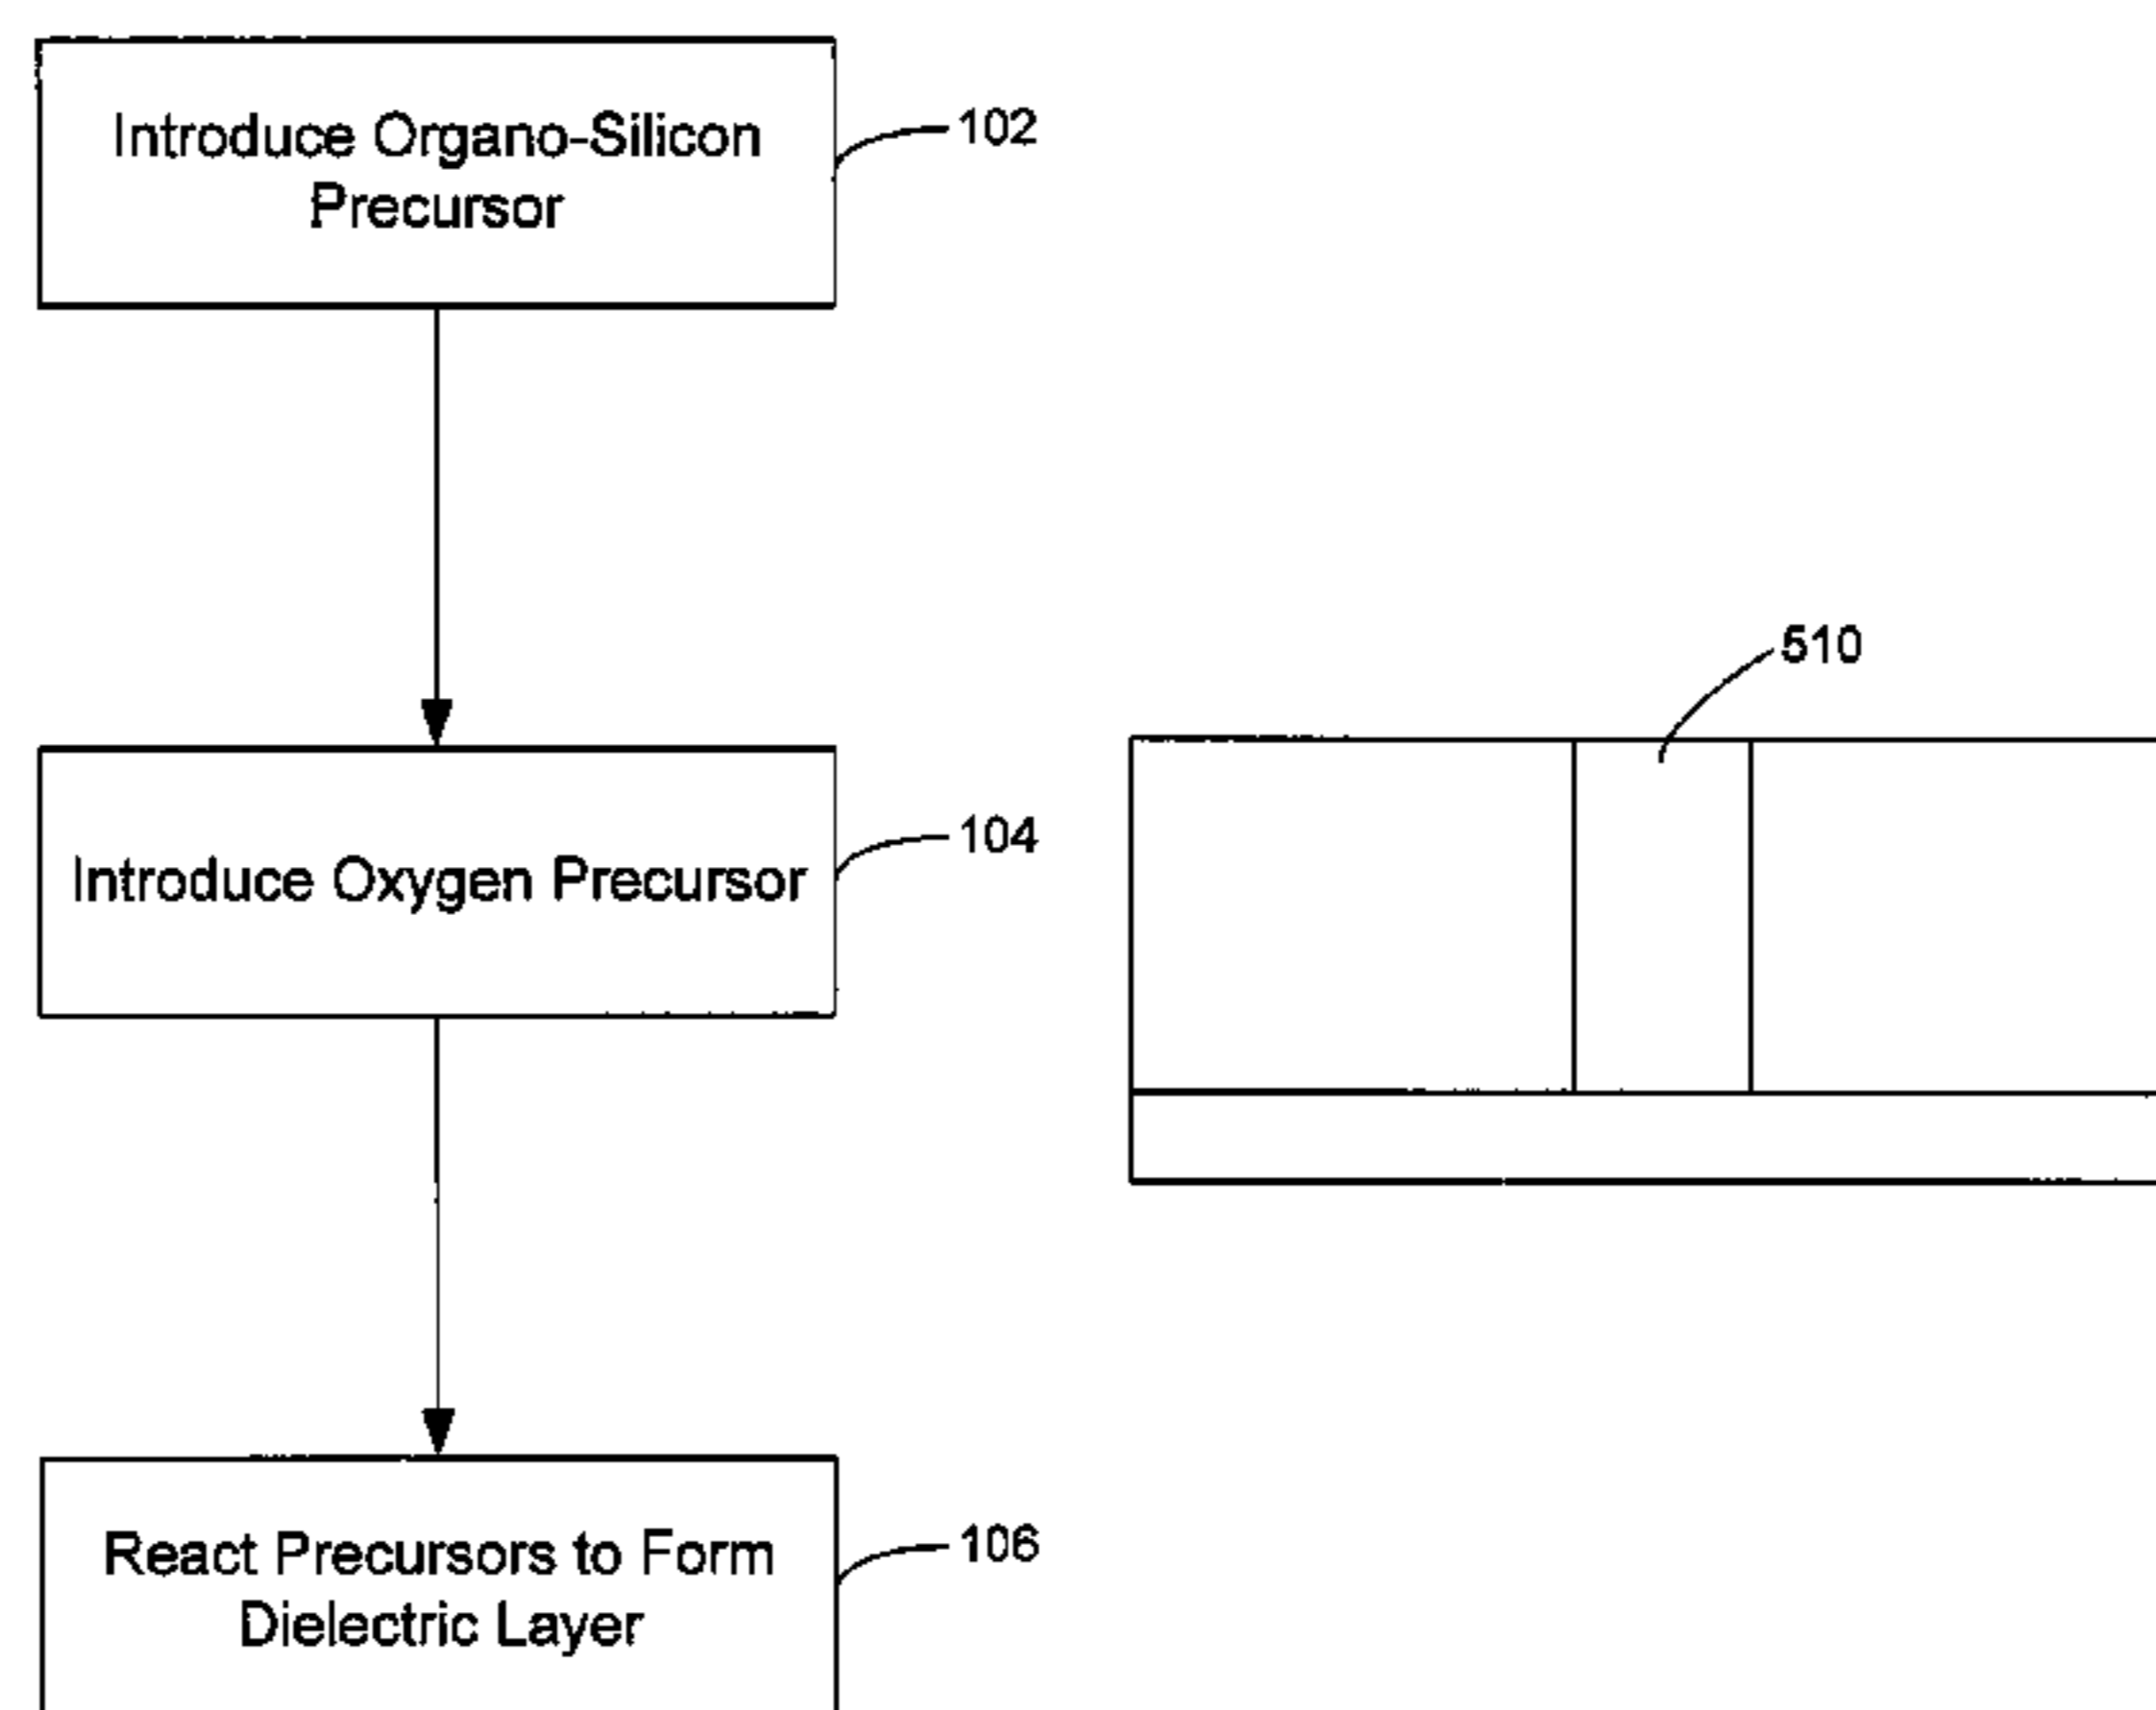 Introduce Organo-Silicon
Precursor
102
510
Introduce Oxygen Precursor
104
React Precursors to Form
Dielectric Layer
106